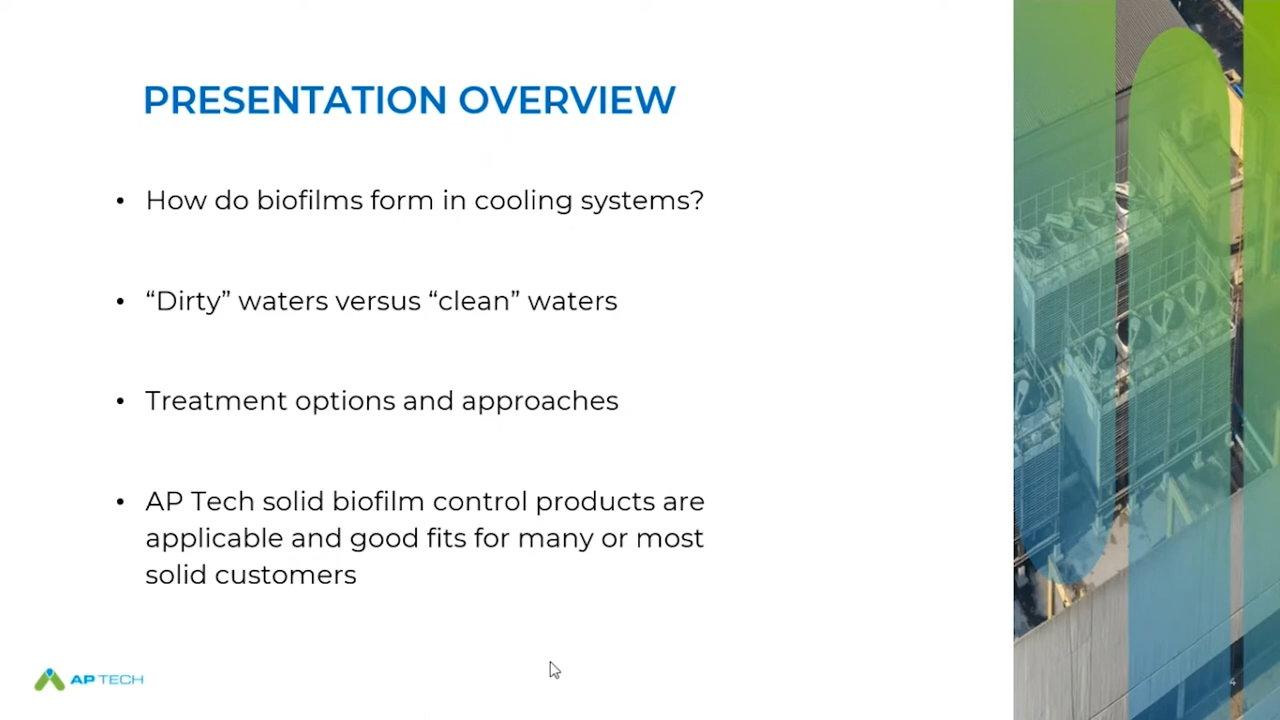 PRESENTATION OVERVIEW
• How do biofilms form in cooling systems?
• “Dirty” waters versus “clean” waters
• Treatment options and approaches
• AP Tech solid biofilm control products are
applicable and good fits for many or most
solid customers
AP TECH
4